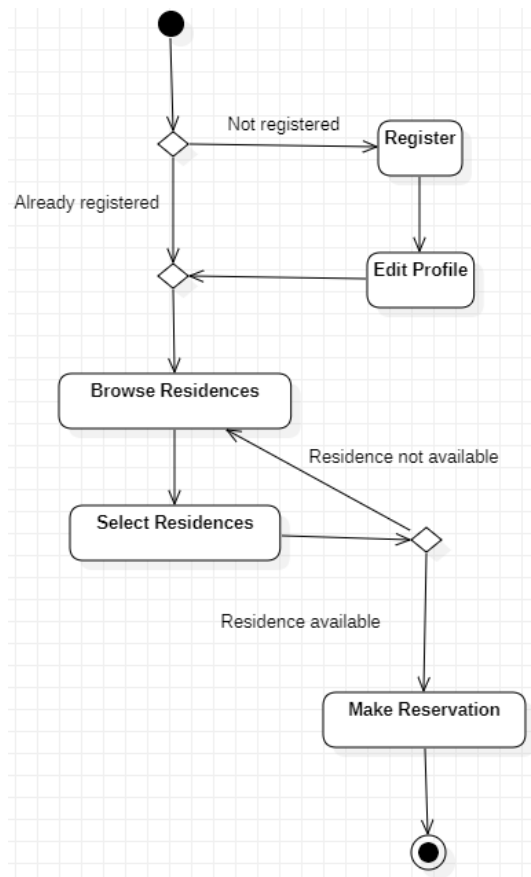 Not registered
Register
Already registered
Edit Profile
Browse Residences
Residence not available
Select Residences
Residence available
Make Reservation